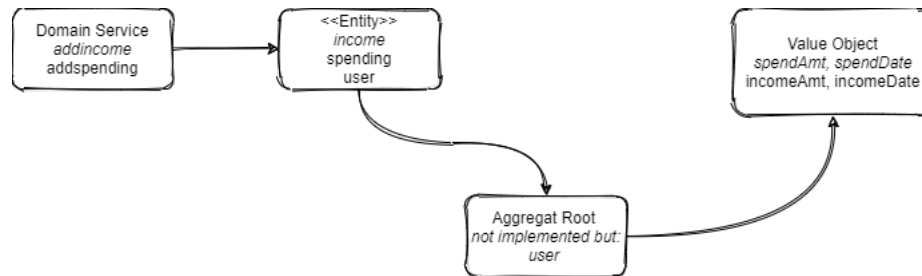 Domain Service
addincome
addspending
<<Entity>>
income
spending
user
Value Object
spendAmt, spendDate
incomeAmt, incomeDate
Aggregat Root
not implemented but:
user